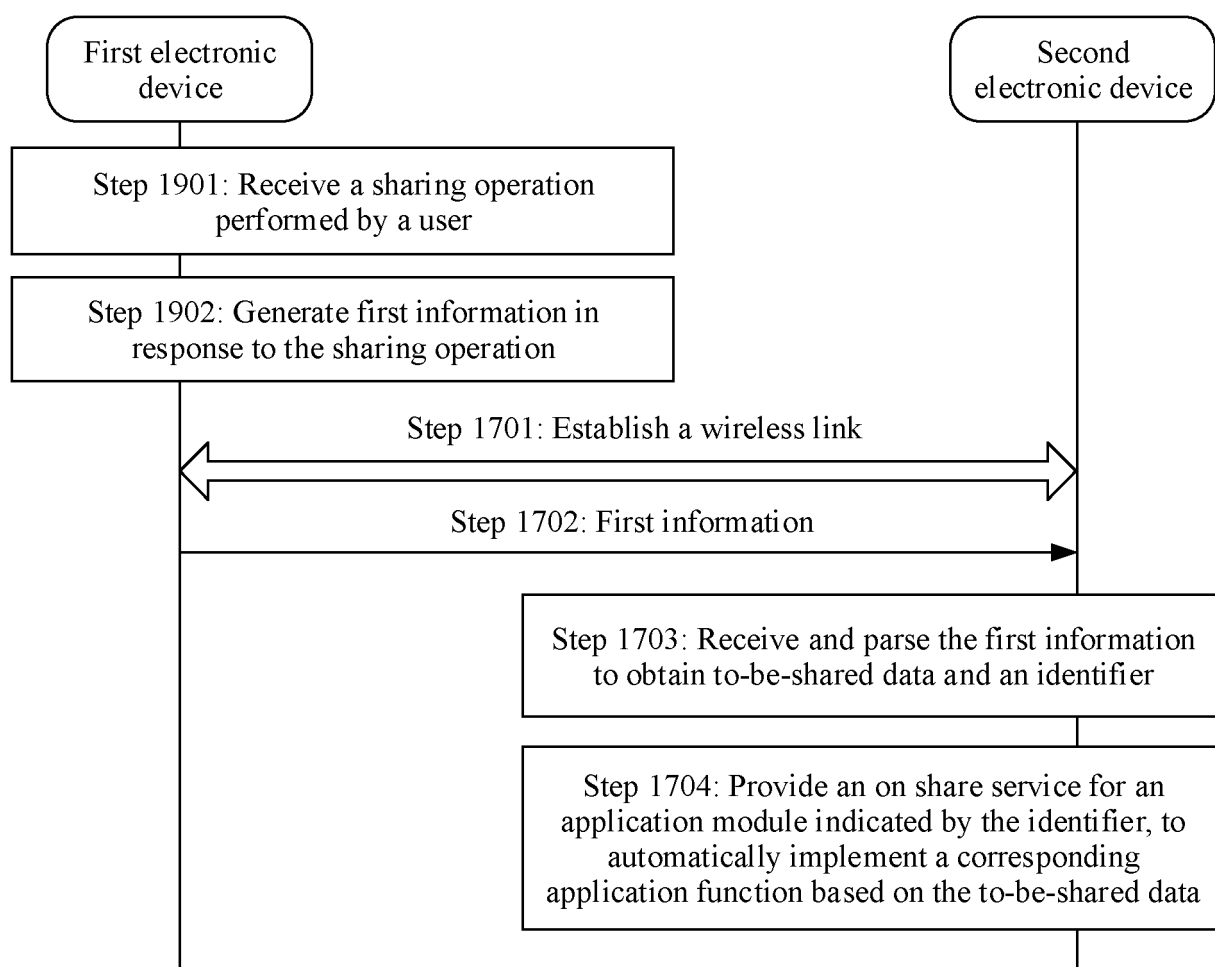 First electronic
device
Second
electronic device
Step 1901: Receive a sharing operation
performed by a user
Step 1902: Generate first information in
response to the sharing operation
Step 1701: Establish a wireless link
Step 1702: First information
Step 1703: Receive and parse the first information
to obtain to-be-shared data and an identifier
Step 1704: Provide an on share service for an
application module indicated by the identifier, to
automatically implement a corresponding
application function based on the to-be-shared data